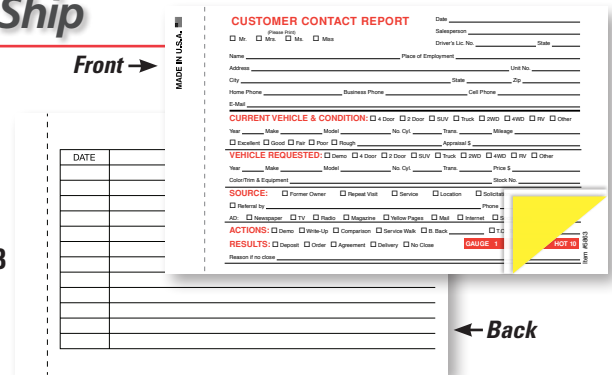 Ship
Front
MADE IN U.S.A.
CUSTOMER CONTACT REPORT
(Please Print)
Mr. Mrs. Ms. Miss
Date
Salesperson
Driver's Lic. No. State
Name Place of Employment
Address Unit No.
City State Zip
Home Phone Business Phone Cell Phone
E-Mail
CURRENT VEHICLE & CONDITION: 4 Door 2 Door SUV Truck 2WD 4WD RV Other
Year Make Model No. Cyl. Trans. Mileage
Excellent Good Fair Poor Rough Appraisal $
VEHICLE REQUESTED: Demo 4 Door 2 Door SUV Truck 2WD 4WD RV Other
Year Make Model No. Cyl. Trans. Price $
Color/Trim & Equipment Stock No.
SOURCE: Former Owner Repeat Visit Service Location
Referral by Phone
AD: Newspaper TV Radio Magazine Yellow Pages Mail Internet
ACTIONS: Demo Write-Up Comparison Service Walk B. Back
RESULTS: Deposit Order Agreement Delivery No Close GAUGE 1 HOT 10
Reason if no close
Item #5863
DATE
Back